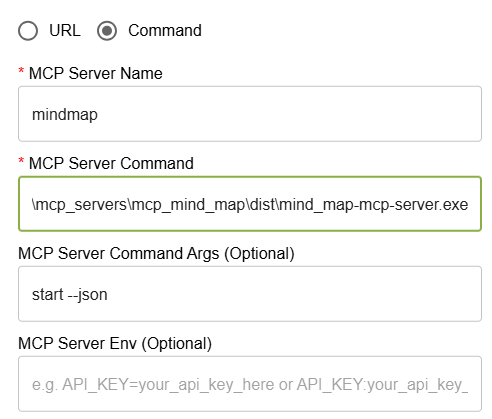 URL Command
* MCP Server Name
mindmap
* MCP Server Command
\mcp_servers\mcp_mind_map\dist\mind_map-mcp-server.exe
MCP Server Command Args (Optional)
start --json
MCP Server Env (Optional)
e.g. API_KEY=your_api_key_here or API_KEY:your_api_key_